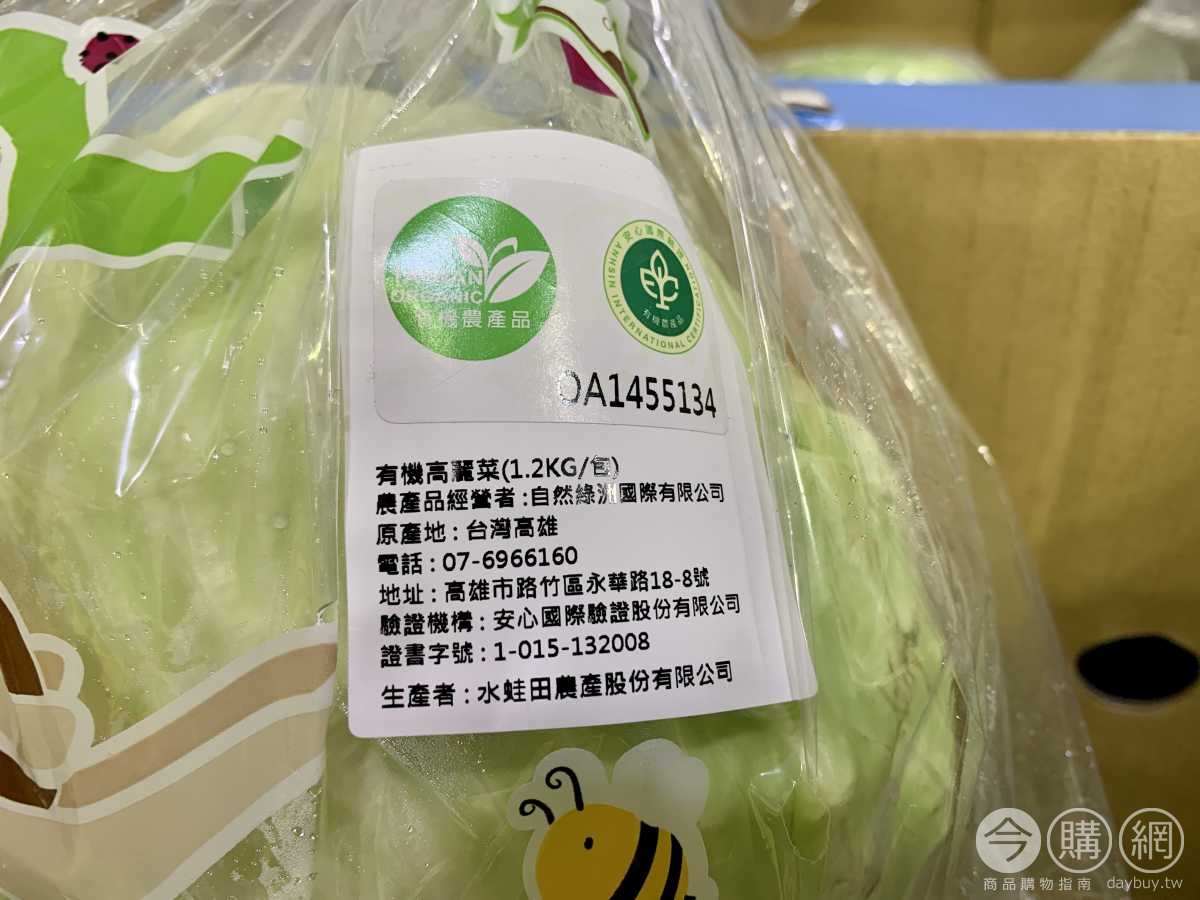 TAIWAN
ORGANIC
有機農產品
安心國際驗證
ANHSIN INTERNATIONAL CERTIFICATION
有機農產品
OA1455134
有機高麗菜(1.2KG/包)
農產品經營者:自然綠洲國際有限公司
原產地:台灣高雄
電話:07-6966160
地址:高雄市路竹區永華路18-8號
驗證機構:安心國際驗證股份有限公司
證書字號:1-015-132008
生產者:水蛙田農產股份有限公司
今購網
商品購物指南 daybuy.tw